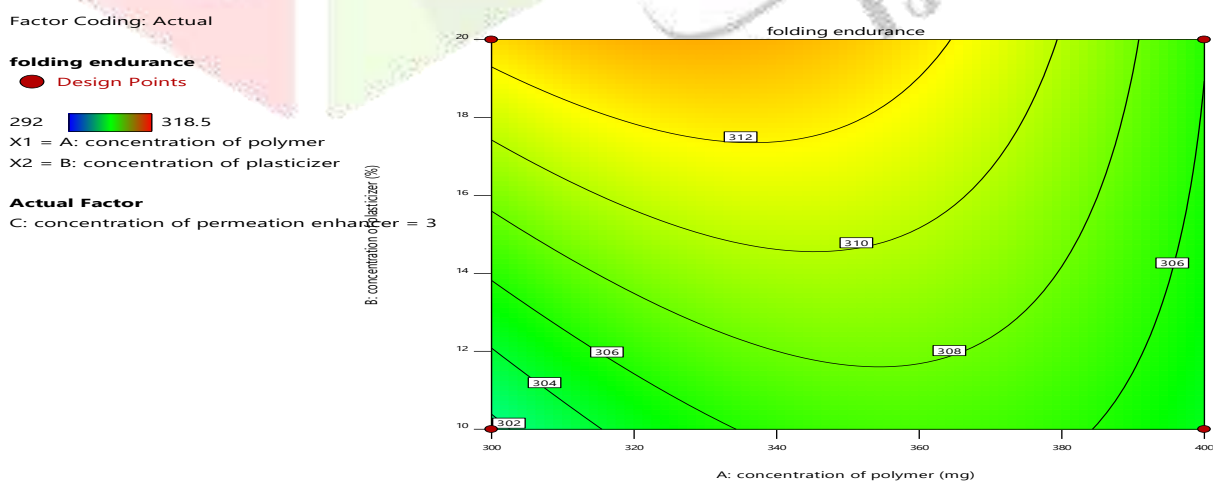 Factor Coding: Actual
folding endurance
Design Points
292 318.5
X1 = A: concentration of polymer
X2 = B: concentration of plasticizer
Actual Factor
C: concentration of permeation enhancer = 3
folding endurance
B: concentration of plasticizer (%)
20
18
16
14
12
10
312
310
308
306
306
304
302
300 320 340 360 380 400
A: concentration of polymer (mg)